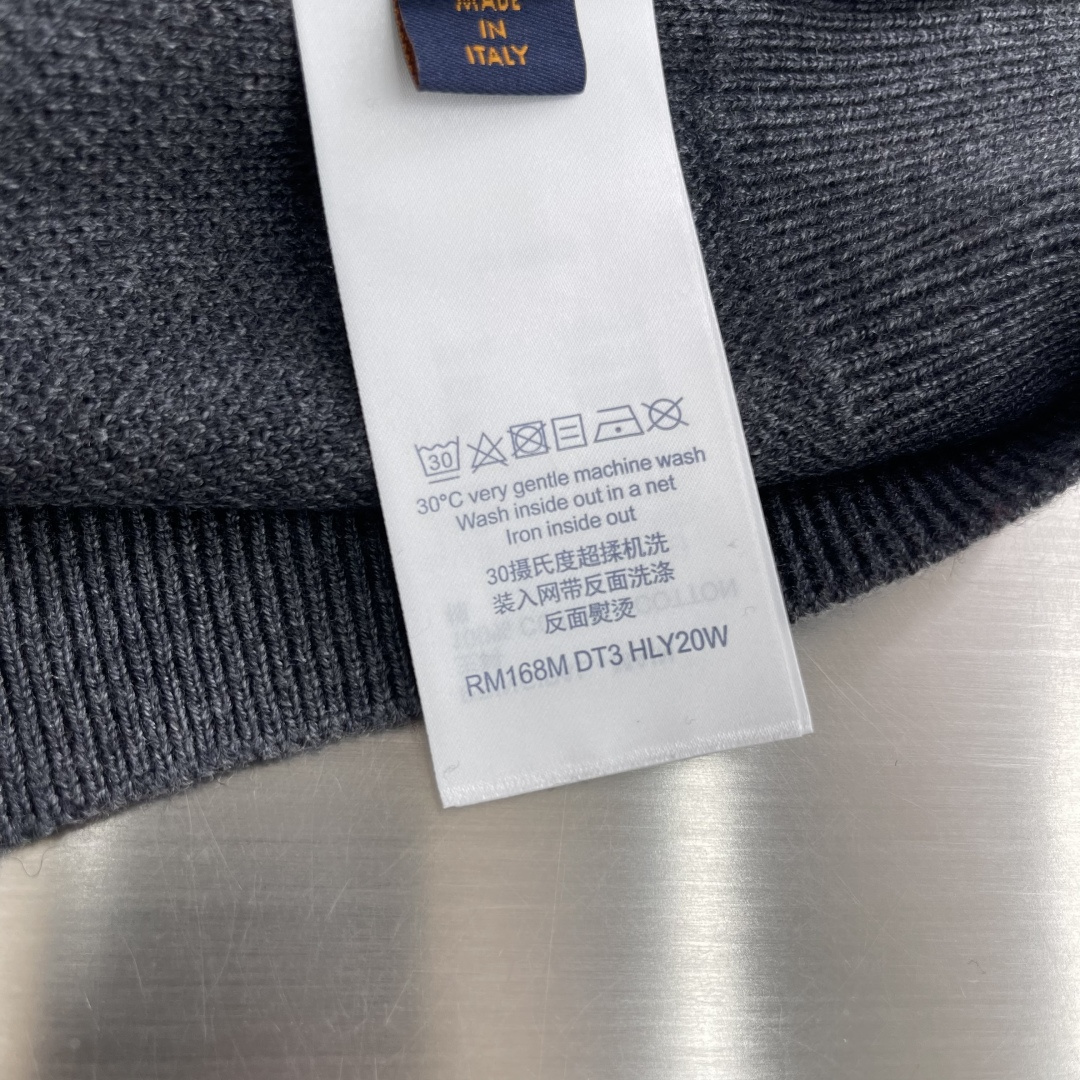 MADE
IN
ITALY
30
30°C very gentle machine wash
Wash inside out in a net
Iron inside out
30摄氏度超揉机洗
装入网带反面洗涤
反面熨烫
COTTON
RM168M DT3 HLY20W